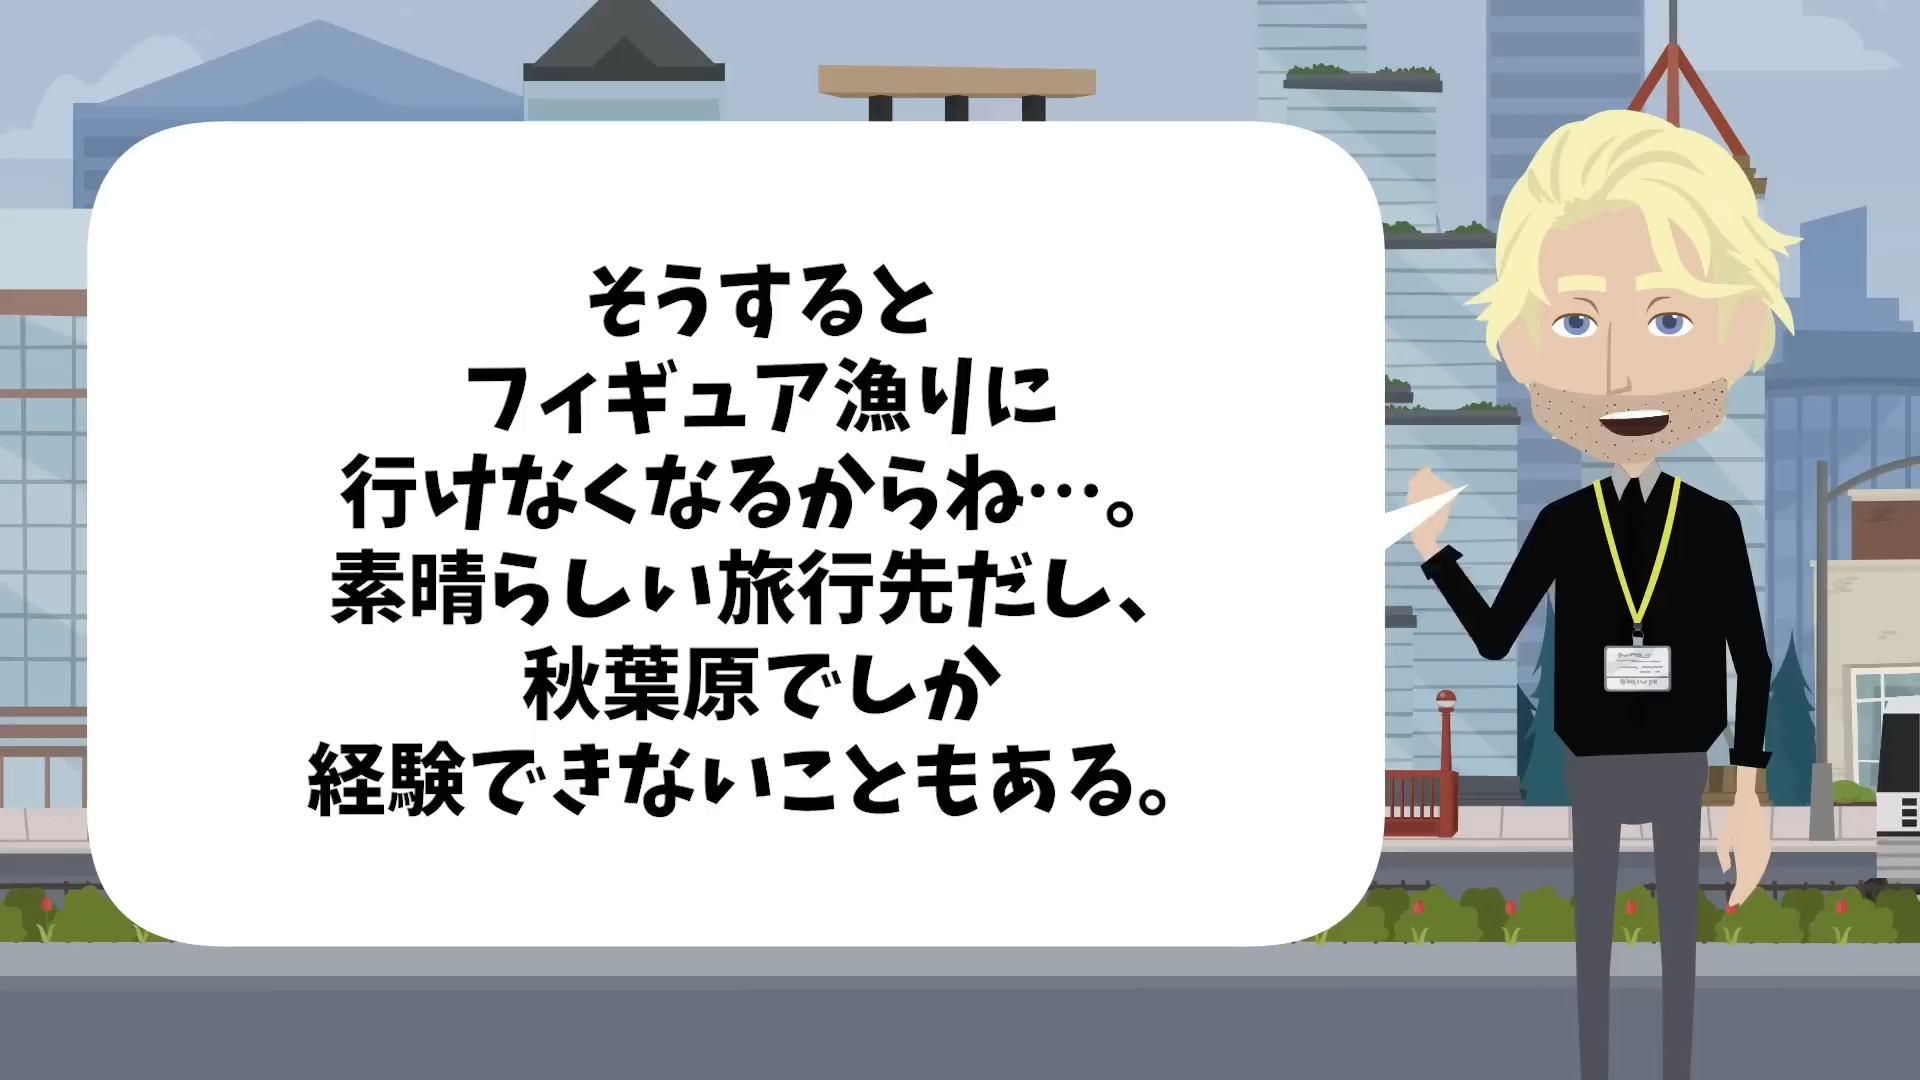 そうすると
フィギュア漁りに
行けなくなるからね…。
素晴らしい旅行先だし、
秋葉原でしか
経験できないこともある。